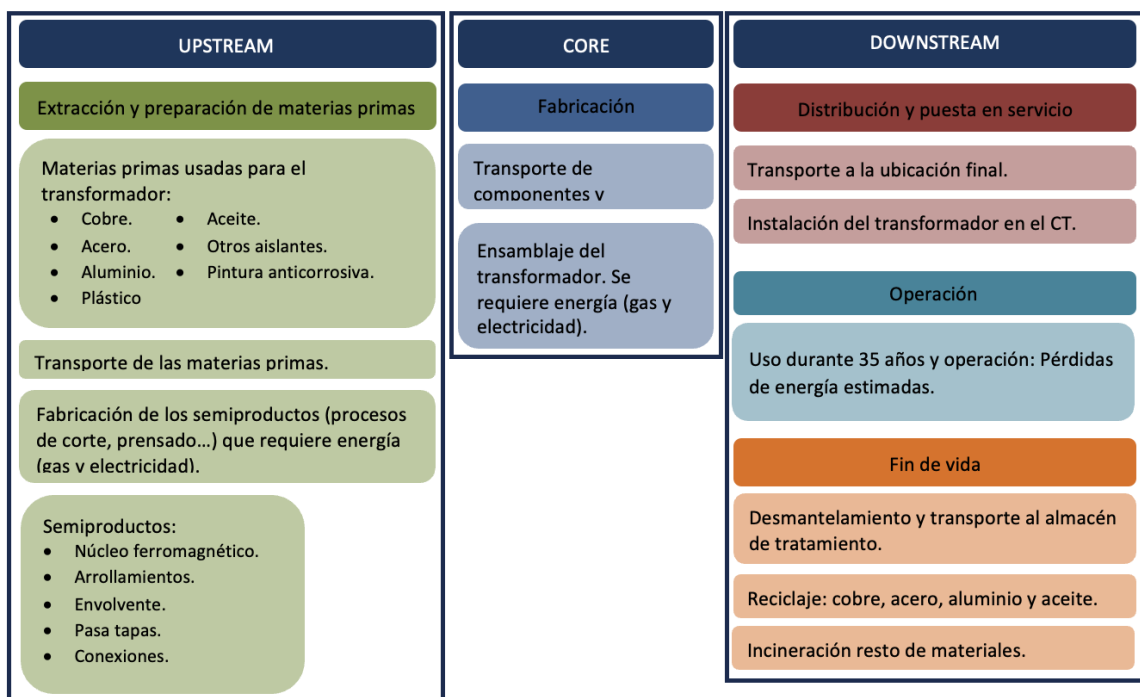 UPSTREAM
Extracción y preparación de materias primas
Materias primas usadas para el
transformador:
• Cobre.
• Acero.
• Aluminio.
• Plástico
• Aceite.
• Otros aislantes.
• Pintura anticorrosiva.
Transporte de las materias primas.
Fabricación de los semiproductos (procesos
de corte, prensado…) que requiere energía
(gas y electricidad).
Semiproductos:
• Núcleo ferromagnético.
• Arrollamientos.
• Envolvente.
• Pasa tapas.
• Conexiones.
CORE
Fabricación
Transporte de
componentes y
Ensamblaje del
transformador. Se
requiere energía (gas y
electricidad).
DOWNSTREAM
Distribución y puesta en servicio
Transporte a la ubicación final.
Instalación del transformador en el CT.
Operación
Uso durante 35 años y operación: Pérdidas
de energía estimadas.
Fin de vida
Desmantelamiento y transporte al almacén
de tratamiento.
Reciclaje: cobre, acero, aluminio y aceite.
Incineración resto de materiales.